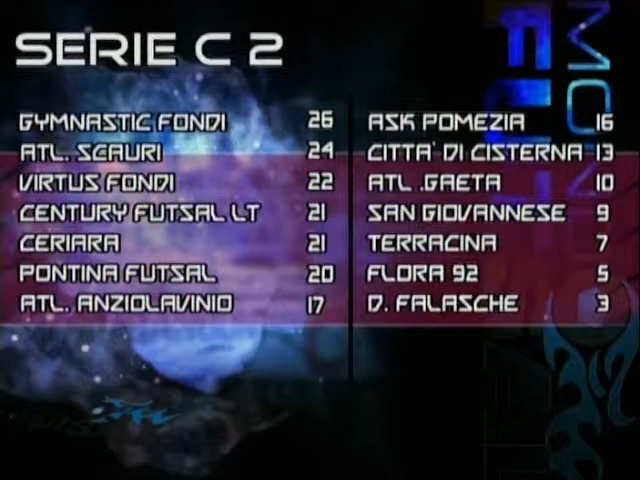 SERIE C 2
GYMNASTIC FONDI 26
ATL. SCAURI 24
VIRTUS FONDI 22
CENTURY FUTSAL LT 21
CERIARA 21
PONTINA FUTSAL 20
ATL. ANZIOLAVINIO 17
ASK POMEZIA 16
CITTA' DI CISTERNA 13
ATL .GAETA 10
SAN GIOVANNESE 9
TERRACINA 7
FLORA 92 5
D. FALASCHE 3